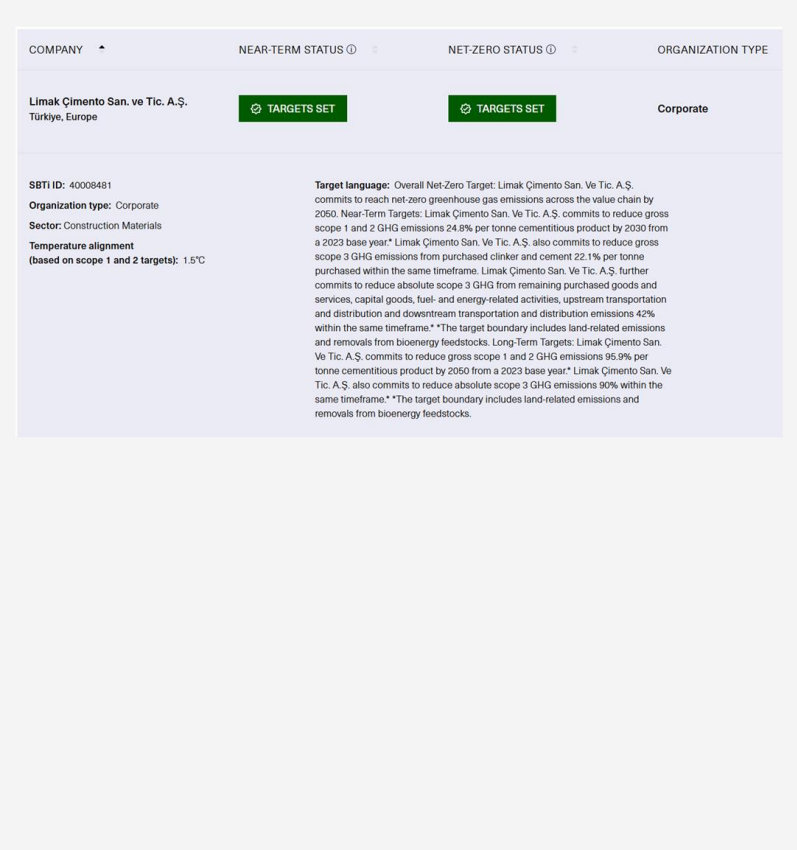 COMPANY NEAR-TERM STATUS ⓘ NET-ZERO STATUS ⓘ ORGANIZATION TYPE
Limak Çimento San. ve Tic. A.Ş.
Türkiye, Europe
TARGETS SET
TARGETS SET
Corporate
SBTi ID: 40008481
Organization type: Corporate
Sector: Construction Materials
Temperature alignment
(based on scope 1 and 2 targets): 1.5°C
Target language: Overall Net-Zero Target: Limak Çimento San. Ve Tic. A.Ş.
commits to reach net-zero greenhouse gas emissions across the value chain by
2050. Near-Term Targets: Limak Çimento San. Ve Tic. A.Ş. commits to reduce gross
scope 1 and 2 GHG emissions 24.8% per tonne cementitious product by 2030 from
a 2023 base year.* Limak Çimento San. Ve Tic. A.Ş. also commits to reduce gross
scope 3 GHG emissions from purchased clinker and cement 22.1% per tonne
purchased within the same timeframe. Limak Çimento San. Ve Tic. A.Ş. further
commits to reduce absolute scope 3 GHG from remaining purchased goods and
services, capital goods, fuel- and energy-related activities, upstream transportation
and distribution and dowsntream transportation and distribution emissions 42%
within the same timeframe.* *The target boundary includes land-related emissions
and removals from bioenergy feedstocks. Long-Term Targets: Limak Çimento San.
Ve Tic. A.Ş. commits to reduce gross scope 1 and 2 GHG emissions 95.9% per
tonne cementitious product by 2050 from a 2023 base year.* Limak Çimento San. Ve
Tic. A.Ş. also commits to reduce absolute scope 3 GHG emissions 90% within the
same timeframe.* *The target boundary includes land-related emissions and
removals from bioenergy feedstocks.